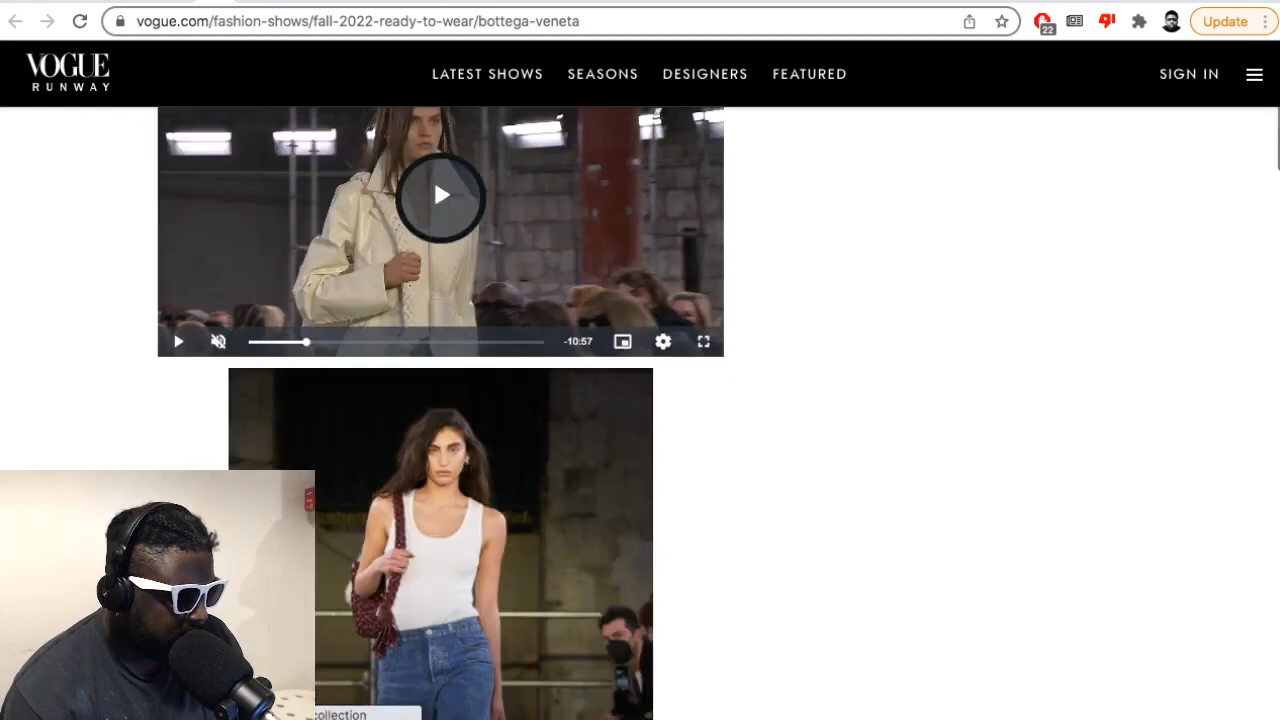 vogue.com/fashion-shows/fall-2022-ready-to-wear/bottega-veneta
22
Update
VOGUE
RUNWAY
LATEST SHOWS SEASONS DESIGNERS FEATURED
SIGN IN
-10:57
collection